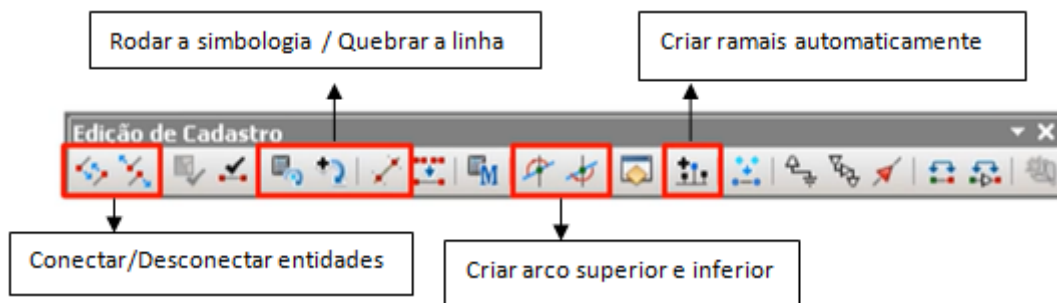 Rodar a simbologia / Quebrar a linha
Criar ramais automaticamente
Edição de Cadastro
M
Conectar/Desconectar entidades
Criar arco superior e inferior